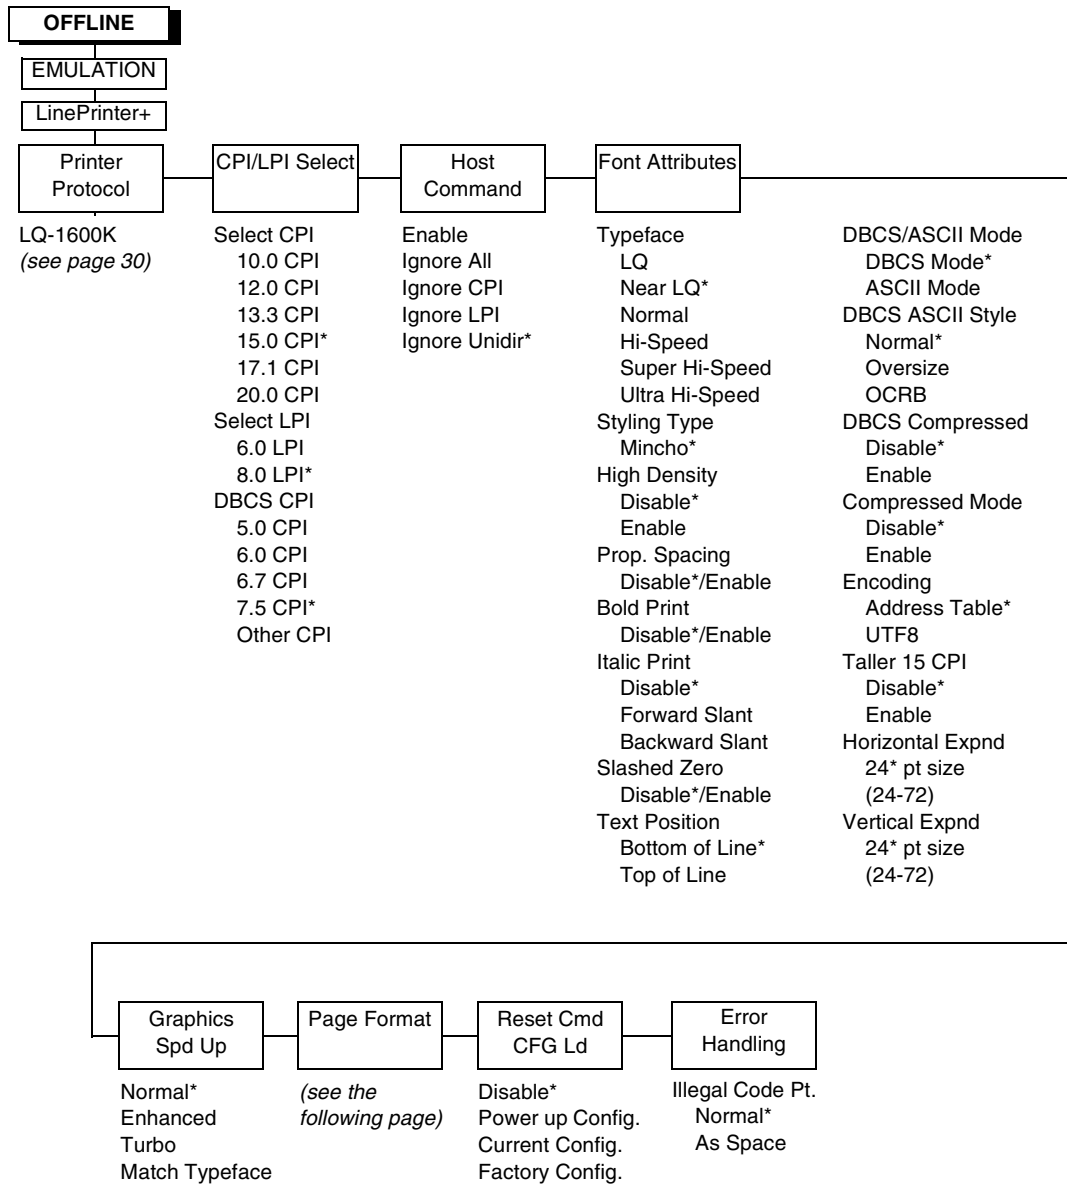 OFFLINE
EMULATION
LinePrinter+
Printer
Protocol
LQ-1600K
(see page 30)
CPI/LPI Select
Select CPI
10.0 CPI
12.0 CPI
13.3 CPI
15.0 CPI*
17.1 CPI
20.0 CPI
Select LPI
6.0 LPI
8.0 LPI*
DBCS CPI
5.0 CPI
6.0 CPI
6.7 CPI
7.5 CPI*
Other CPI
Host
Command
Enable
Ignore All
Ignore CPI
Ignore LPI
Ignore Unidir*
Font Attributes
Typeface
LQ
Near LQ*
Normal
Hi-Speed
Super Hi-Speed
Ultra Hi-Speed
Styling Type
Mincho*
High Density
Disable*
Enable
Prop. Spacing
Disable*/Enable
Bold Print
Disable*/Enable
Italic Print
Disable*
Forward Slant
Backward Slant
Slashed Zero
Disable*/Enable
Text Position
Bottom of Line*
Top of Line
DBCS/ASCII Mode
DBCS Mode*
ASCII Mode
DBCS ASCII Style
Normal*
Oversize
OCRB
DBCS Compressed
Disable*
Enable
Compressed Mode
Disable*
Enable
Encoding
Address Table*
UTF8
Taller 15 CPI
Disable*
Enable
Horizontal Expnd
24* pt size
(24-72)
Vertical Expnd
24* pt size
(24-72)
Graphics
Spd Up
Normal*
Enhanced
Turbo
Match Typeface
Page Format
(see the
following page)
Reset Cmd
CFG Ld
Disable*
Power up Config.
Current Config.
Factory Config.
Error
Handling
Illegal Code Pt.
Normal*
As Space